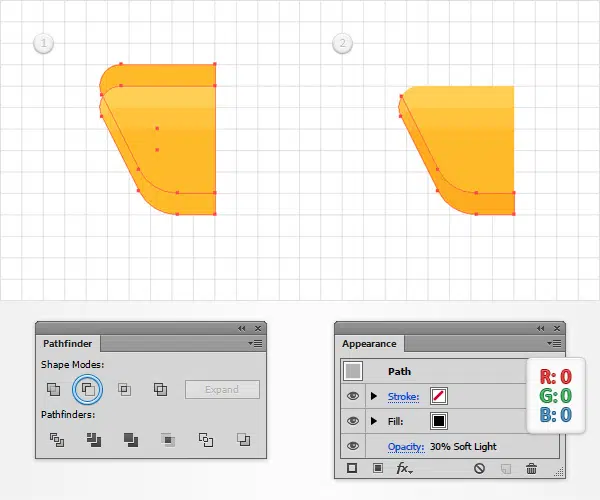 1
2
Pathfinder
Shape Modes:
Expand
Pathfinders:
Appearance
Path
Stroke:
Fill:
Opacity: 30% Soft Light
fx
R: 0
G: 0
B: 0